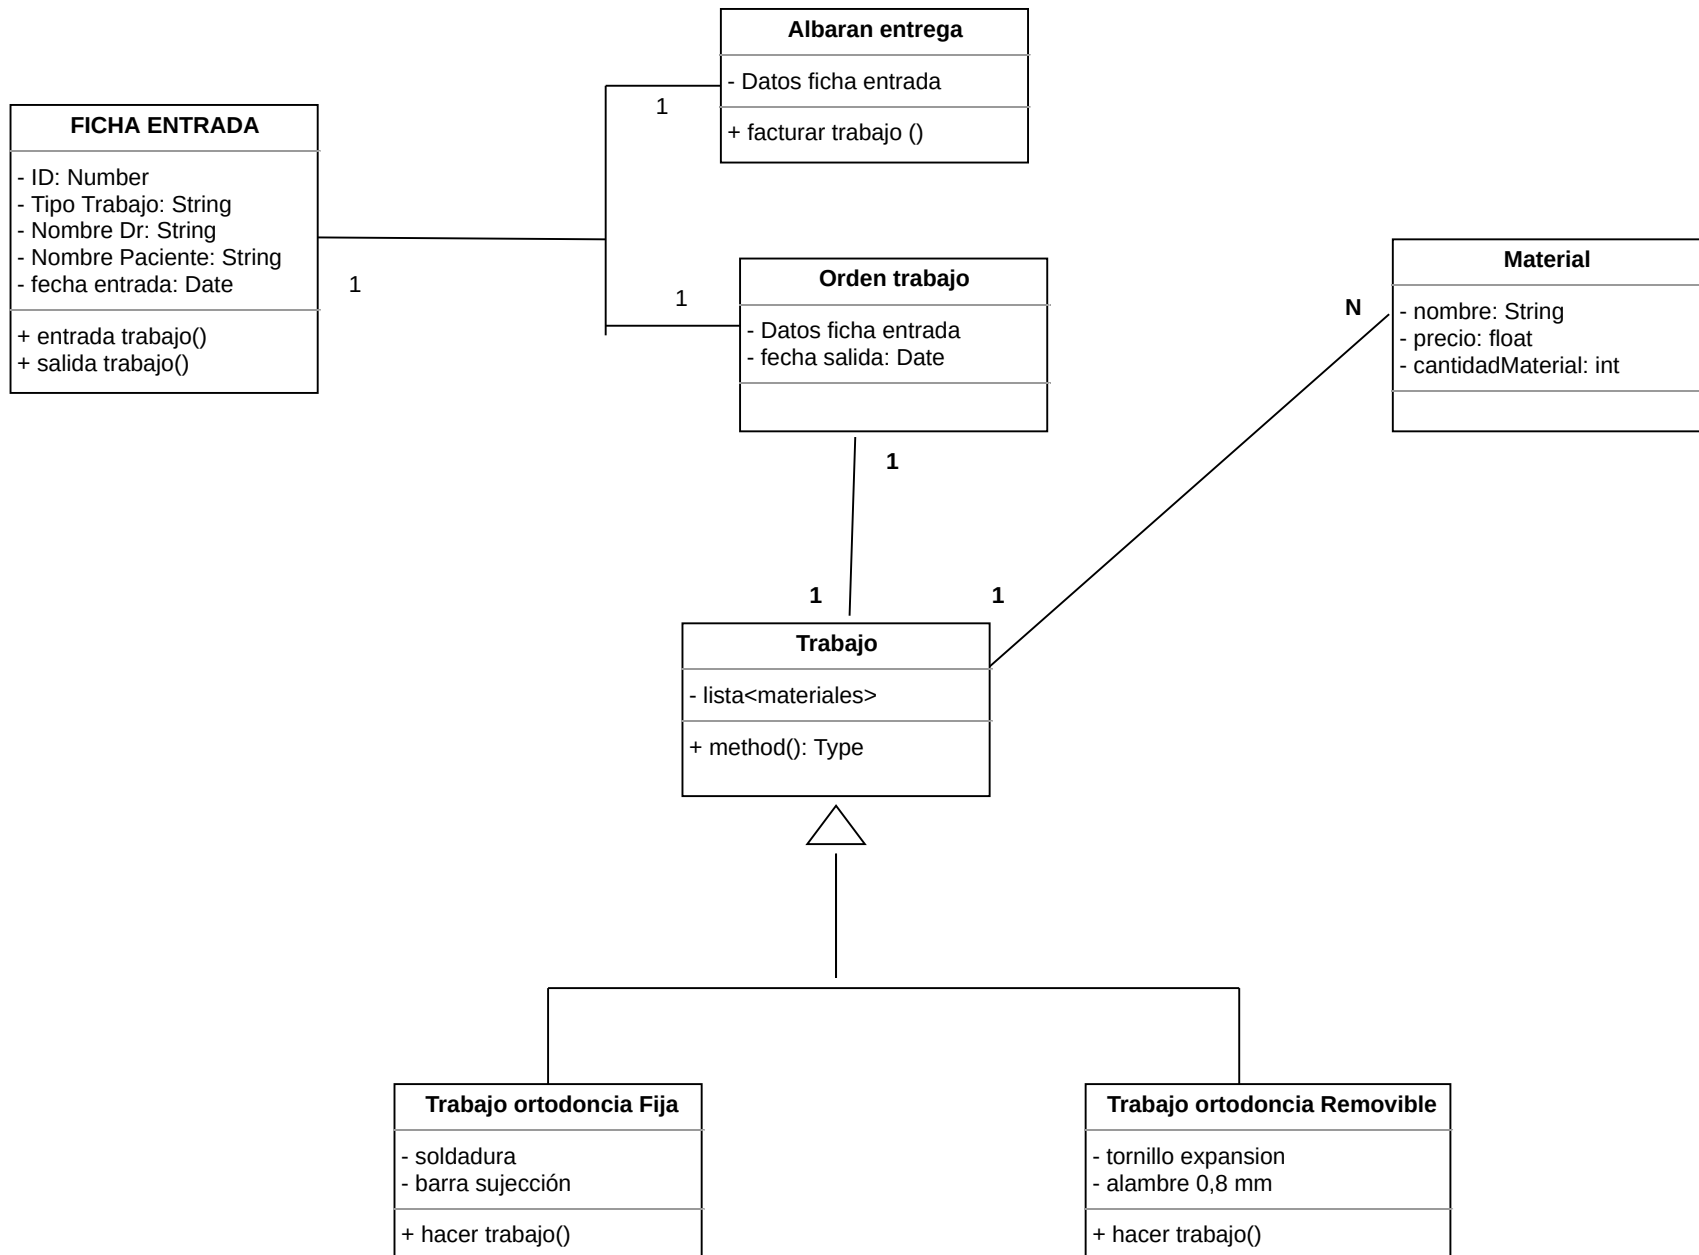 Albaran entrega
- Datos ficha entrada
+ facturar trabajo ()
1
FICHA ENTRADA
- ID: Number
- Tipo Trabajo: String
- Nombre Dr: String
- Nombre Paciente: String
- fecha entrada: Date
+ entrada trabajo()
+ salida trabajo()
1
1
Orden trabajo
- Datos ficha entrada
- fecha salida: Date
Material
- nombre: String
- precio: float
- cantidadMaterial: int
N
1
1
1
Trabajo
- lista<materiales>
+ method(): Type
Trabajo ortodoncia Fija
- soldadura
- barra sujección
+ hacer trabajo()
Trabajo ortodoncia Removible
- tornillo expansion
- alambre 0,8 mm
+ hacer trabajo()